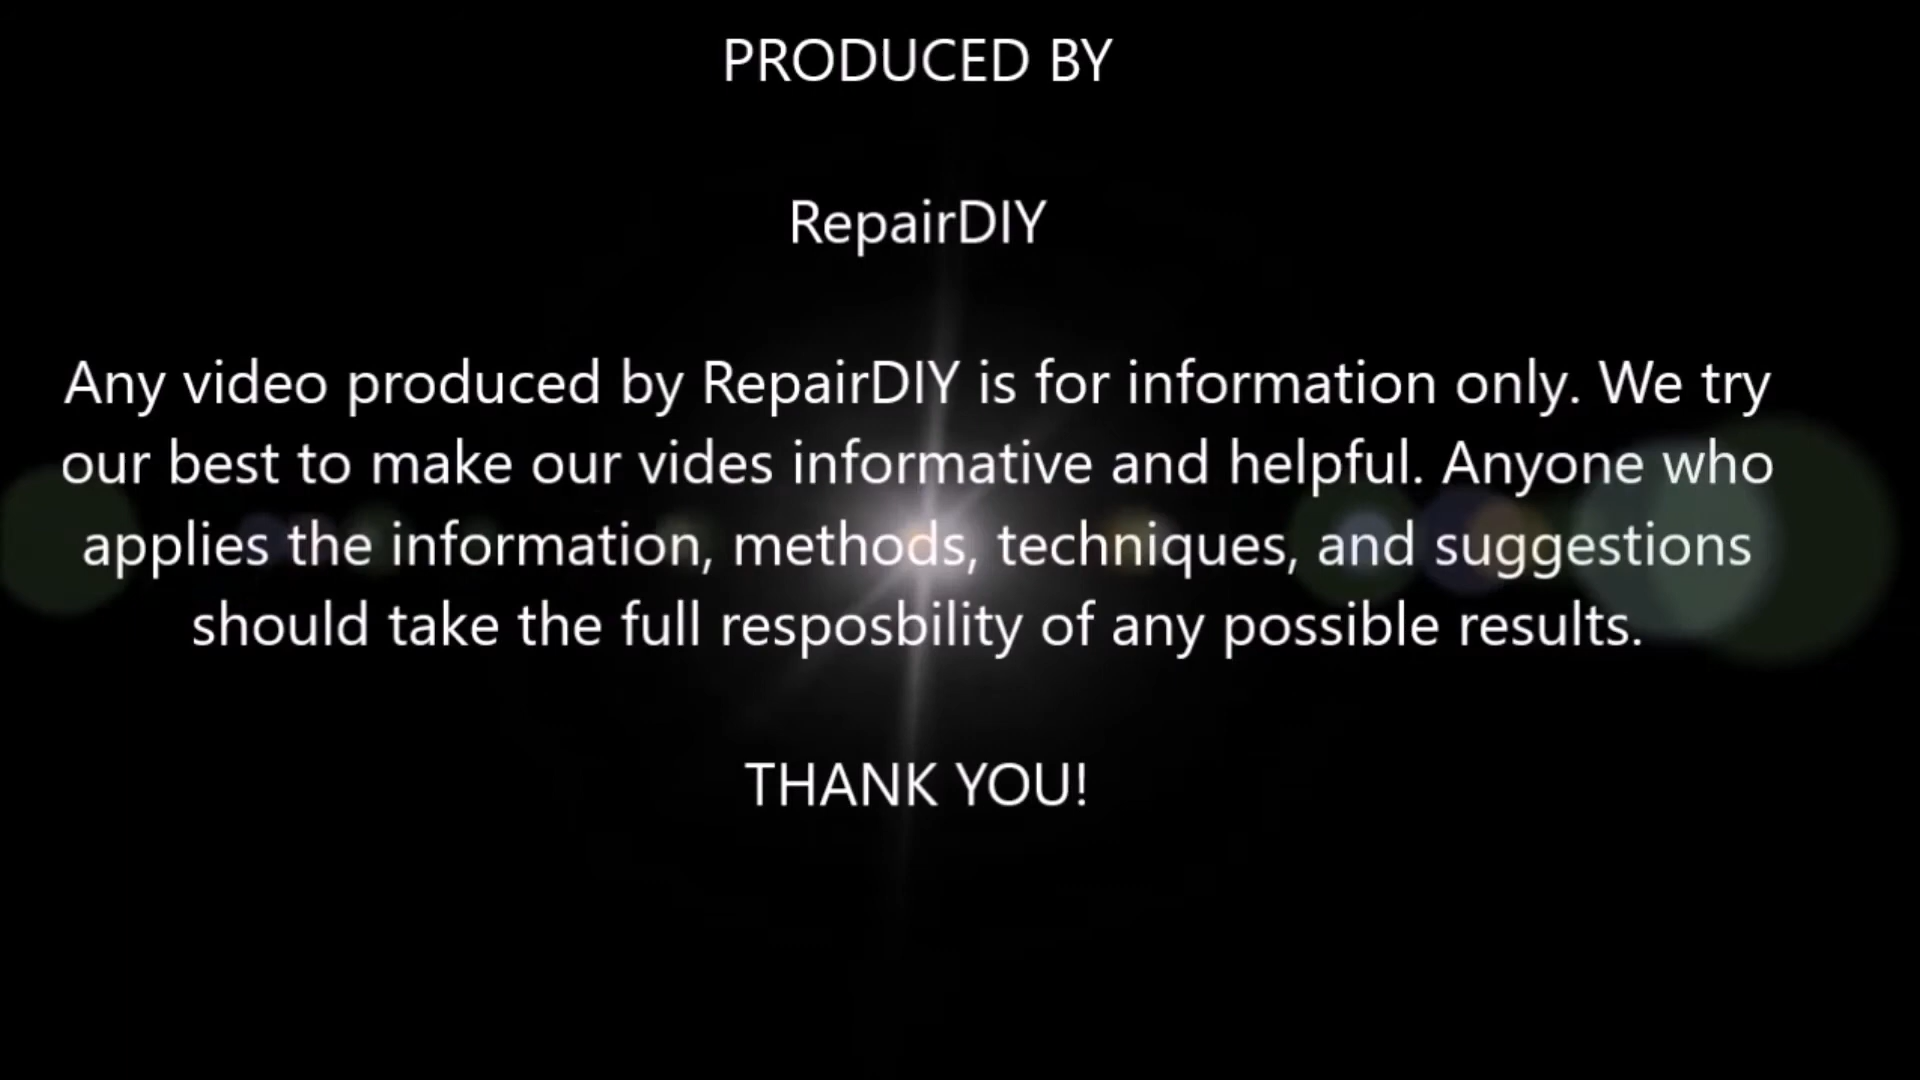 PRODUCED BY
RepairDIY
Any video produced by RepairDIY is for information only. We try
our best to make our vides informative and helpful. Anyone who
applies the information, methods, techniques, and suggestions
should take the full resposbility of any possible results.
THANK YOU!